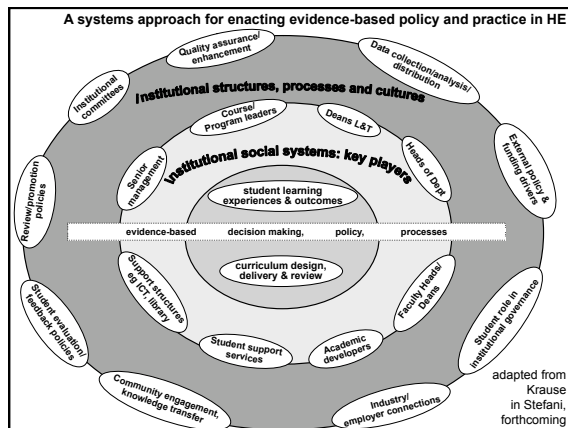 A systems approach for enacting evidence-based policy and practice in HE
Quality assurance/
enhancement
Data collection/analysis/
distribution
Institutional
committees
Institutional structures, processes and cultures
Course/
Program leaders
Deans L&T
External policy &
funding drivers
Senior
management
Institutional social systems: key players
Heads of Dept
Review/promotion
policies
student learning
experiences & outcomes
evidence-based decision making, policy, processes
curriculum design,
delivery & review
Support structures
eg ICT, library
Faculty Heads/
Deans
Student evaluation/
feedback policies
Student role in
institutional governance
Student support
services
Academic
developers
Community engagement,
knowledge transfer
Industry/
employer connections
adapted from
Krause
in Stefani,
forthcoming